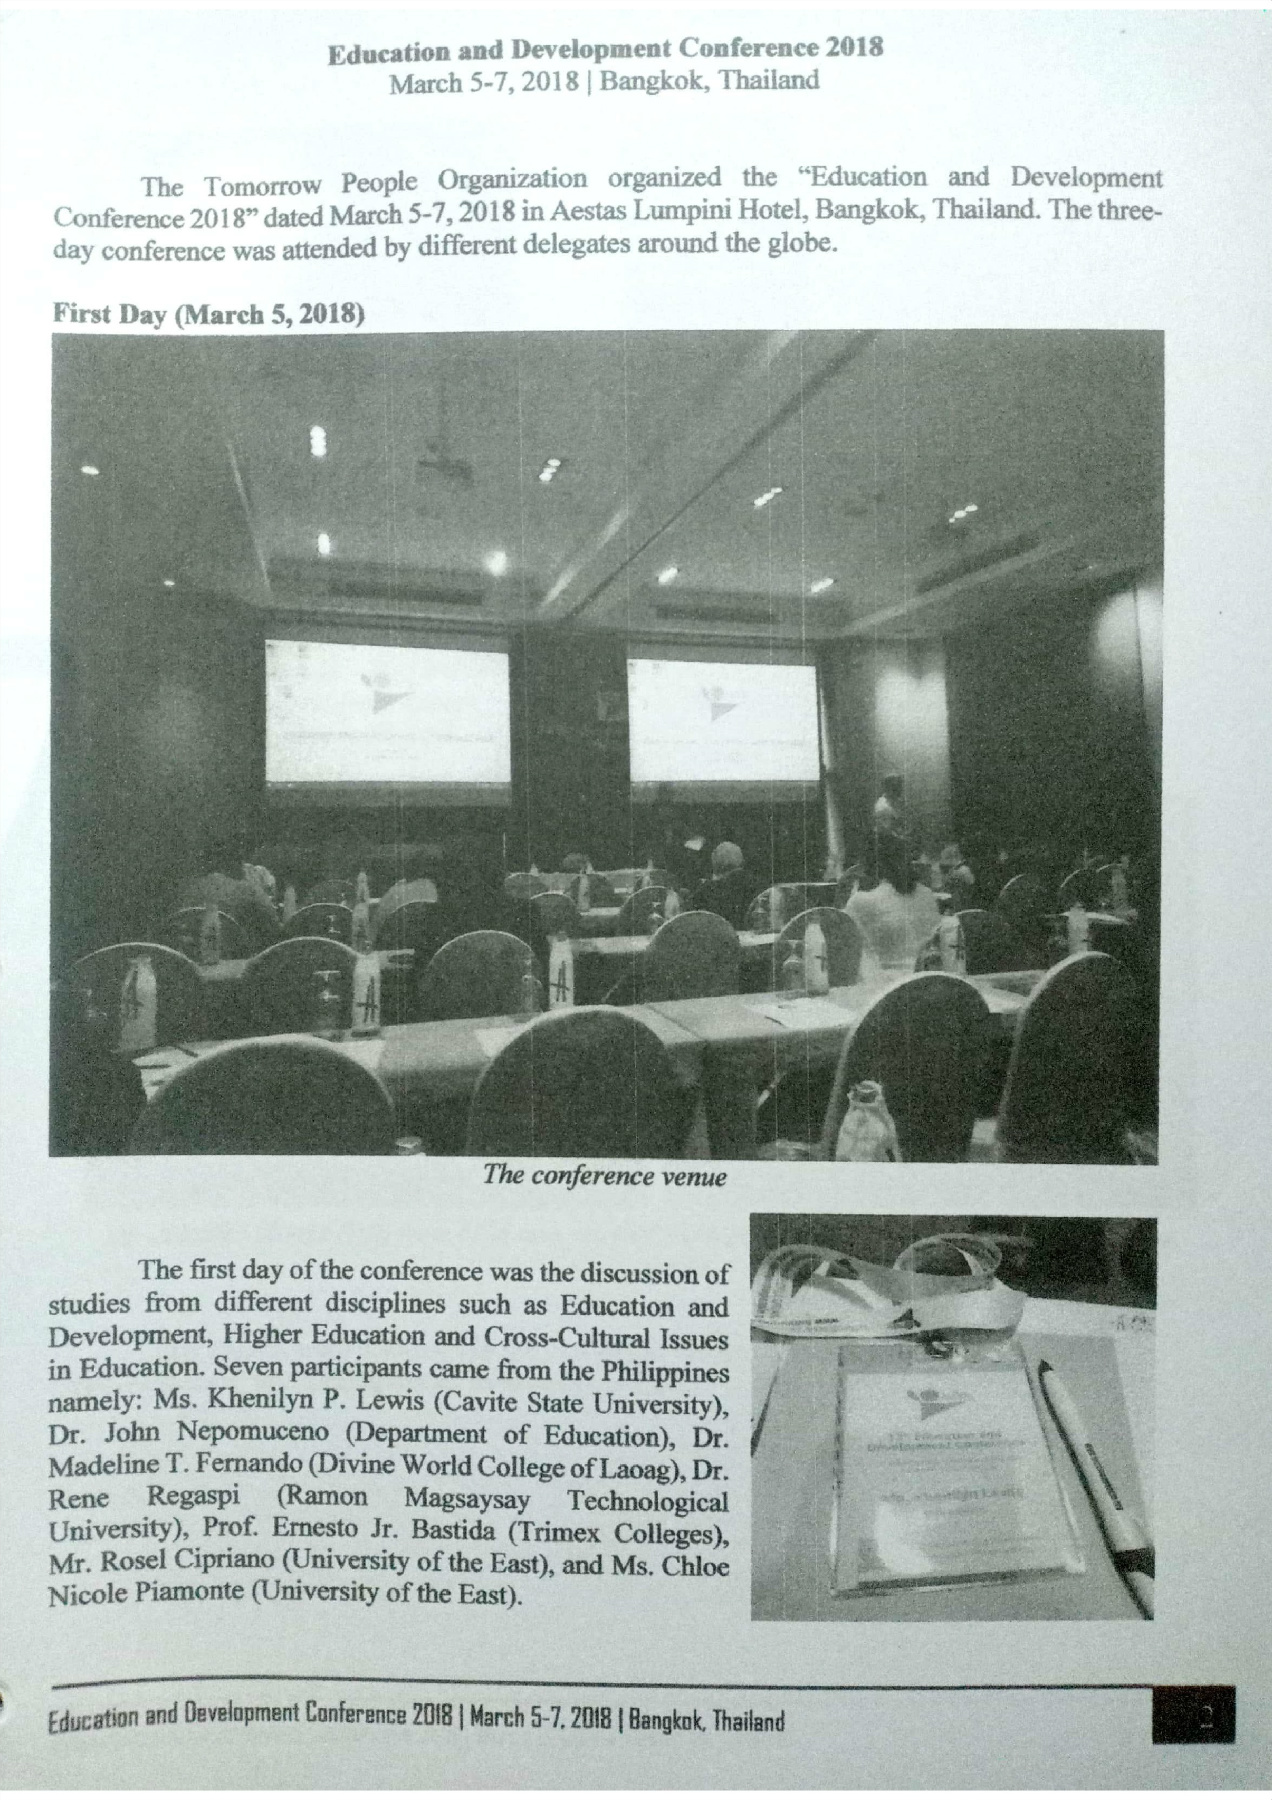 Education and Development Conference 2018
March 5-7, 2018 | Bangkok, Thailand
The Tomorrow People Organization organized the “Education and Development
Conference 2018” dated March 5-7, 2018 in Aestas Lumpini Hotel, Bangkok, Thailand. The three-
day conference was attended by different delegates around the globe.
First Day (March 5, 2018)
A
A
A
The conference venue
The first day of the conference was the discussion of
studies from different disciplines such as Education and
Development, Higher Education and Cross-Cultural Issues
in Education. Seven participants came from the Philippines
namely: Ms. Khenilyn P. Lewis (Cavite State University),
Dr. John Nepomuceno (Department of Education), Dr.
Madeline T. Fernando (Divine World College of Laoag), Dr.
Rene Regaspi (Ramon Magsaysay Technological
University), Prof. Ernesto Jr. Bastida (Trimex Colleges),
Mr. Rosel Cipriano (University of the East), and Ms. Chloe
Nicole Piamonte (University of the East).
Education and
Development Conference
Education and Development Conference 2018 | March 5-7, 2018 | Bangkok, Thailand
2